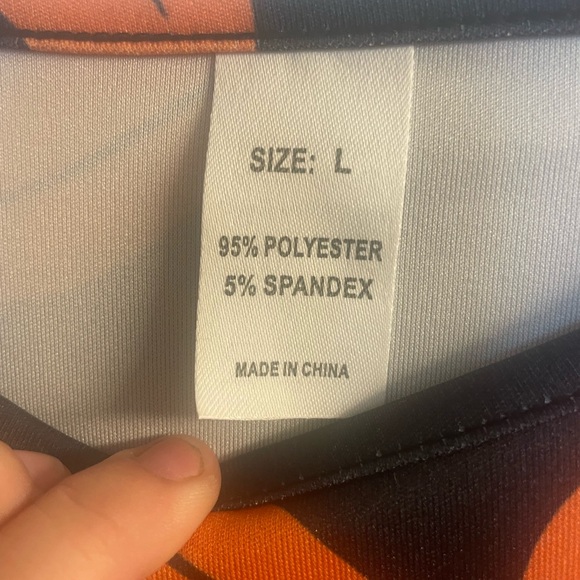 SIZE: L
95% POLYESTER
5% SPANDEX
MADE IN CHINA